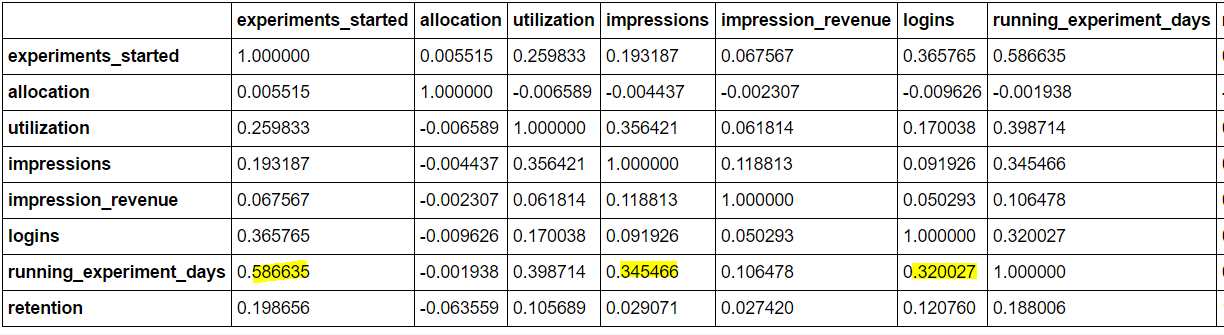 experiments_started allocation utilization impressions impression_revenue logins running_experiment_days
experiments_started 1.000000 0.005515 0.259833 0.193187 0.067567 0.365765 0.586635
allocation 0.005515 1.000000 -0.006589 -0.004437 -0.002307 -0.009626 -0.001938
utilization 0.259833 -0.006589 1.000000 0.356421 0.061814 0.170038 0.398714
impressions 0.193187 -0.004437 0.356421 1.000000 0.118813 0.091926 0.345466
impression_revenue 0.067567 -0.002307 0.061814 0.118813 1.000000 0.050293 0.106478
logins 0.365765 -0.009626 0.170038 0.091926 0.050293 1.000000 0.320027
running_experiment_days 0.586635 -0.001938 0.398714 0.345466 0.106478 0.320027 1.000000
retention 0.198656 -0.063559 0.105689 0.029071 0.027420 0.120760 0.188006